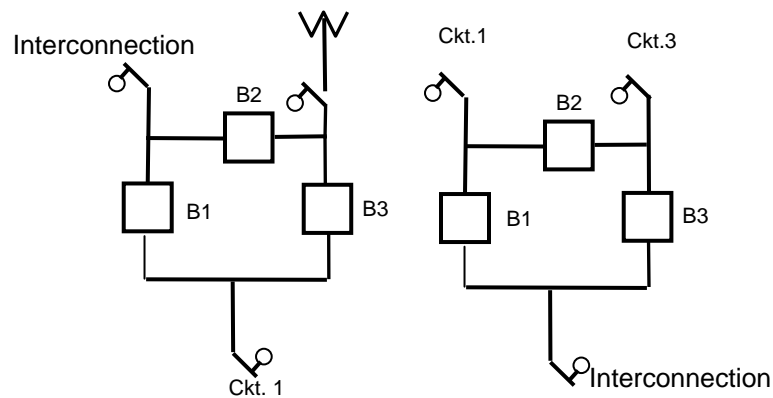 Interconnection
B2
B1
B3
Ckt. 1
Ckt.1
Ckt.3
B2
B1
B3
Interconnection